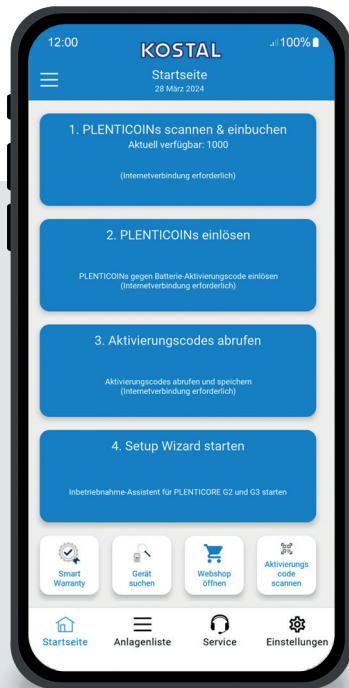 12:00
100%
KOSTAL
Startseite
28 März 2024
1. PLENTICOINs scannen & einbuchen
Aktuell verfügbar: 1000
(Internetverbindung erforderlich)
2. PLENTICOINs einlösen
PLENTICOINs gegen Batterie-Aktivierungscode einlösen
(Internetverbindung erforderlich)
3. Aktivierungscodes abrufen
Aktivierungscodes abrufen und speichern
(Internetverbindung erforderlich)
4. Setup Wizard starten
Inbetriebnahme-Assistent für PLENTICORE G2 und G3 starten
Smart
Warranty
Gerät
suchen
Webshop
öffnen
Aktivierungs
code
scannen
Startseite
Anlagenliste
Service
Einstellungen